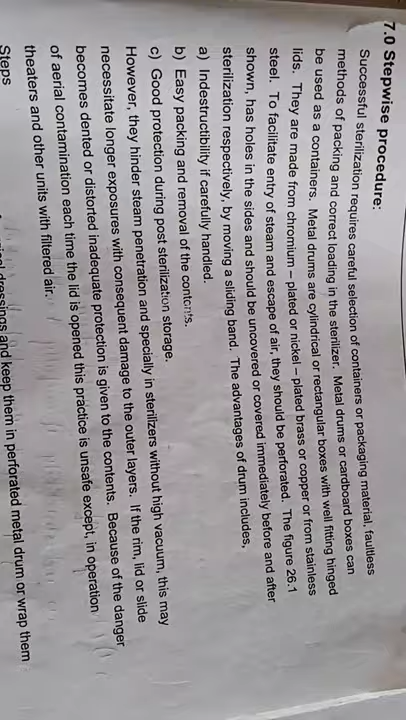 7.0 Stepwise procedure:
Successful sterilization requires careful selection of containers or packaging material, faultless
methods of packing and correct loading in the sterilizer. Metal drums or cardboard boxes can
be used as a containers. Metal drums are cylindrical or rectangular boxes with well fitting hinged
lids. They are made from chromium – plated or nickel – plated brass or copper or from stainless
steel. To facilitate entry of steam and escape of air, they should be perforated. The figure 26.1
shown, has holes in the sides and should be uncovered or covered immediately before and after
sterilization respectively, by moving a sliding band. The advantages of drum includes,
a) Indestructibility if carefully handled.
b) Easy packing and removal of the contents.
c) Good protection during post sterilization storage.
However, they hinder steam penetration and specially in sterilizers without high vacuum, this may
necessitate longer exposures with consequent damage to the outer layers. If the rim, lid or slide
becomes dented or distorted inadequate protection is given to the contents. Because of the danger
of aerial contamination each time the lid is opened this practice is unsafe except, in operation
theaters and other units with filtered air.
Steps
dressings and keep them in perforated metal drum or wrap them